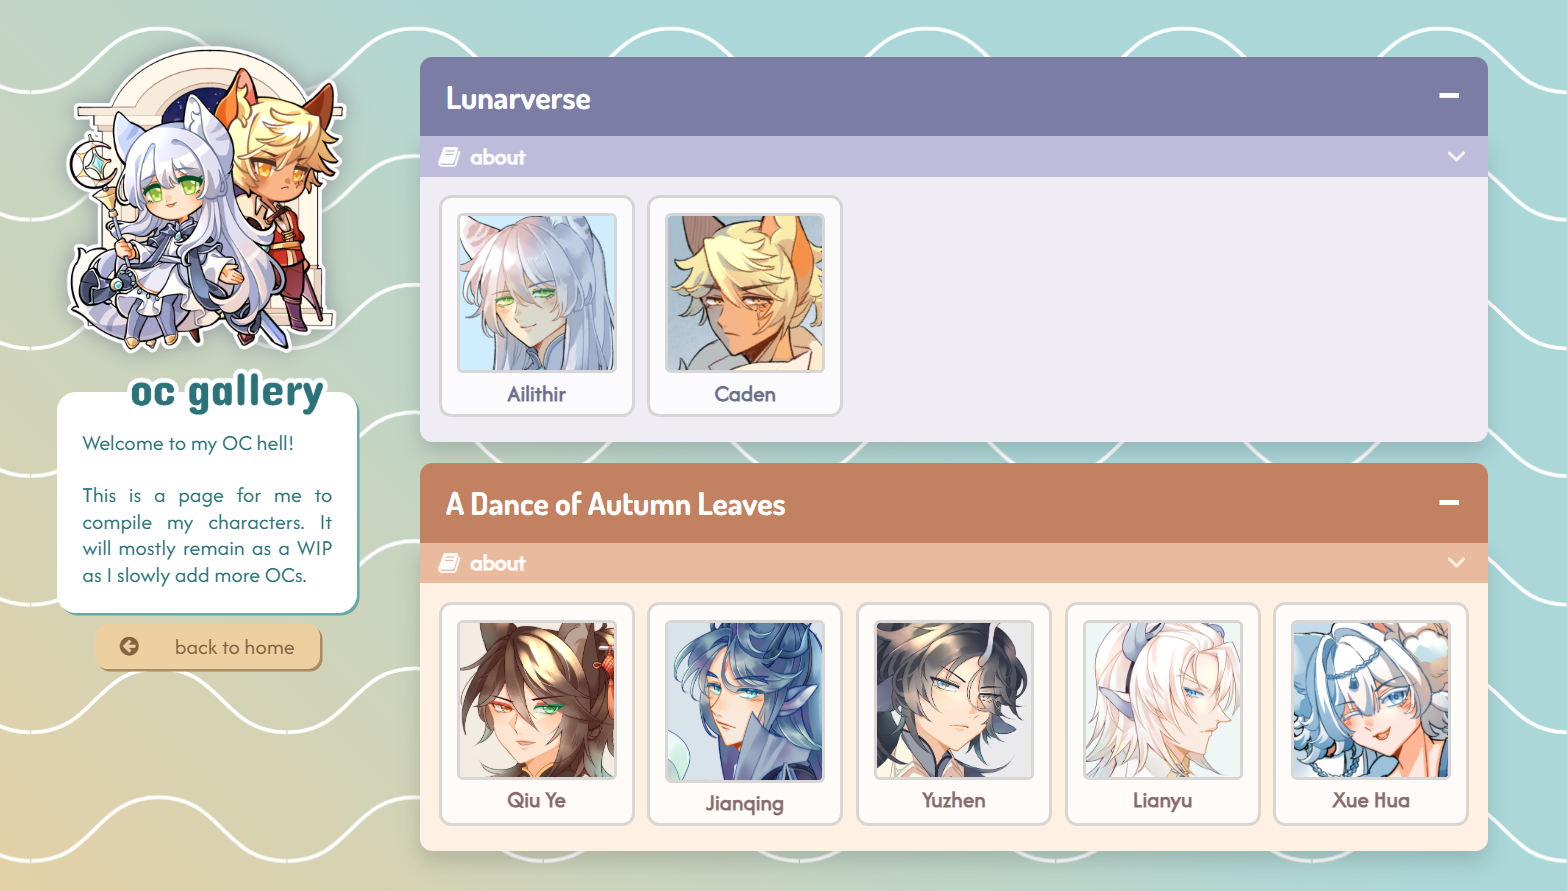 oc gallery
Welcome to my OC hell!
This is a page for me to
compile my characters. It
will mostly remain as a WIP
as I slowly add more OCs.
back to home
Lunarverse
about
Ailithir
Caden
A Dance of Autumn Leaves
about
Qiu Ye
Jianqing
Yuzhen
Lianyu
Xue Hua